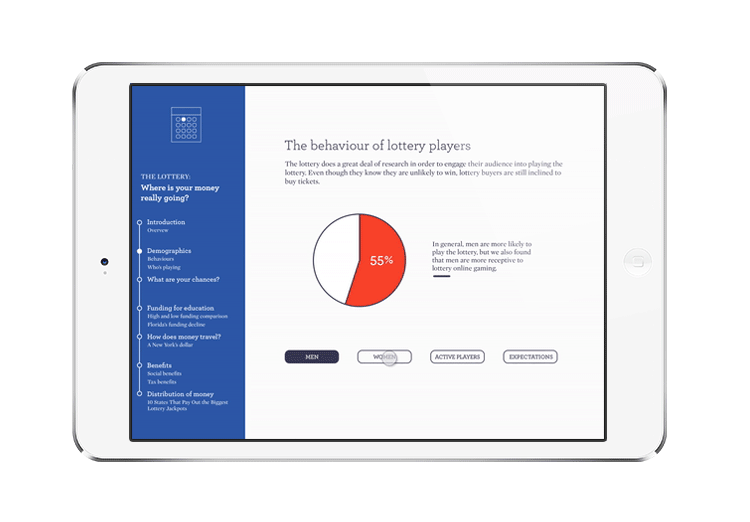 THE LOTTERY:
Where is your money
really going?
Introduction
Overview
Demographics
Behaviours
Who's playing
What are your chances?
Funding for education
High and low funding comparison
Florida's funding decline
How does money travel?
A New York's dollar
Benefits
Social benefits
Tax benefits
Distribution of money
10 States That Pay Out the Biggest
Lottery Jackpots
The behaviour of lottery players
The lottery does a great deal of research in order to engage their audience into playing the
lottery. Even though they know they are unlikely to win, lottery buyers are still inclined to
buy tickets.
55%
In general, men are more likely to
play the lottery, but we also found
that men are more receptive to
lottery online gaming.
MEN
WOMEN
ACTIVE PLAYERS
EXPECTATIONS